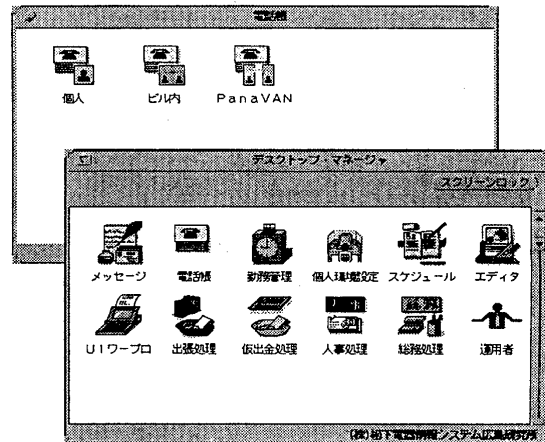 電話帳
個人
ビル内
PanaVAN
デスクトップ・マネージャ
スクリーンロック
メッセージ 電話帳 勤務管理 個人環境設定 スケジュール エディタ
U1ワープロ 出張処理 仮出金処理 人事処理 総務処理 運用者
(株)松下電器情報システム広島研究所